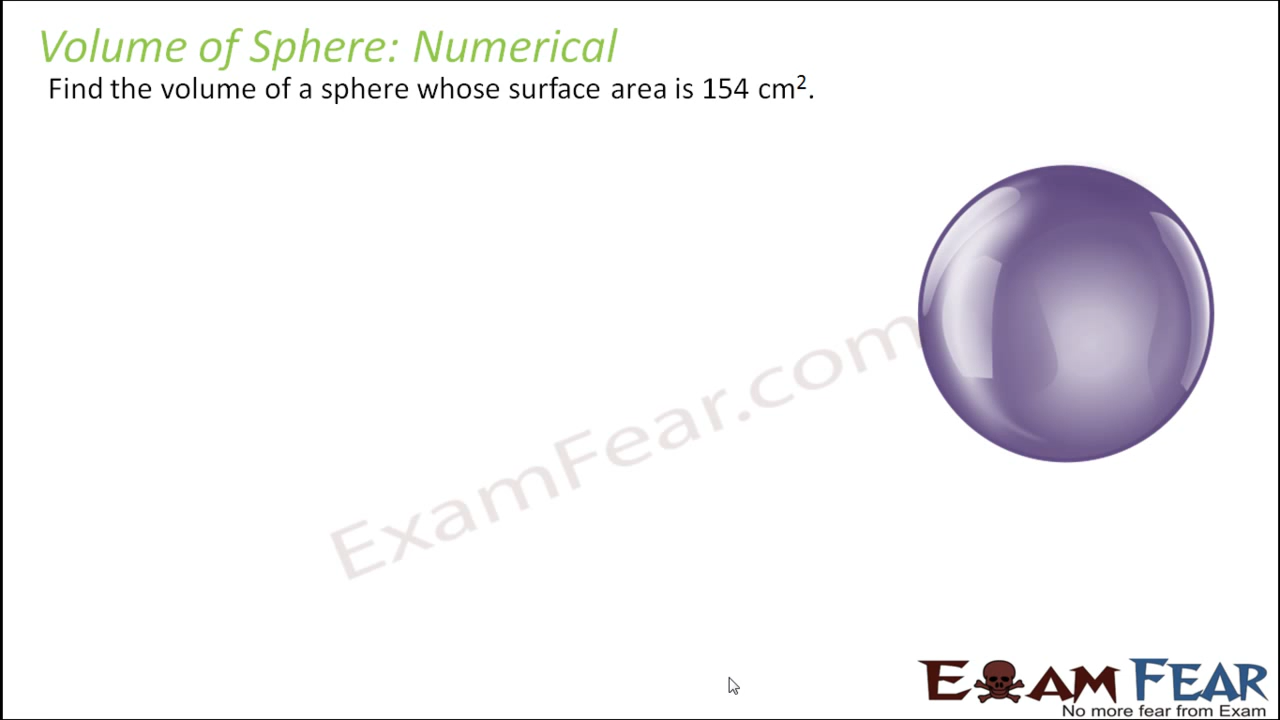 Volume of Sphere: Numerical
Find the volume of a sphere whose surface area is 154 cm².
ExamFear.com
EXAM FEAR
No more fear from Exam